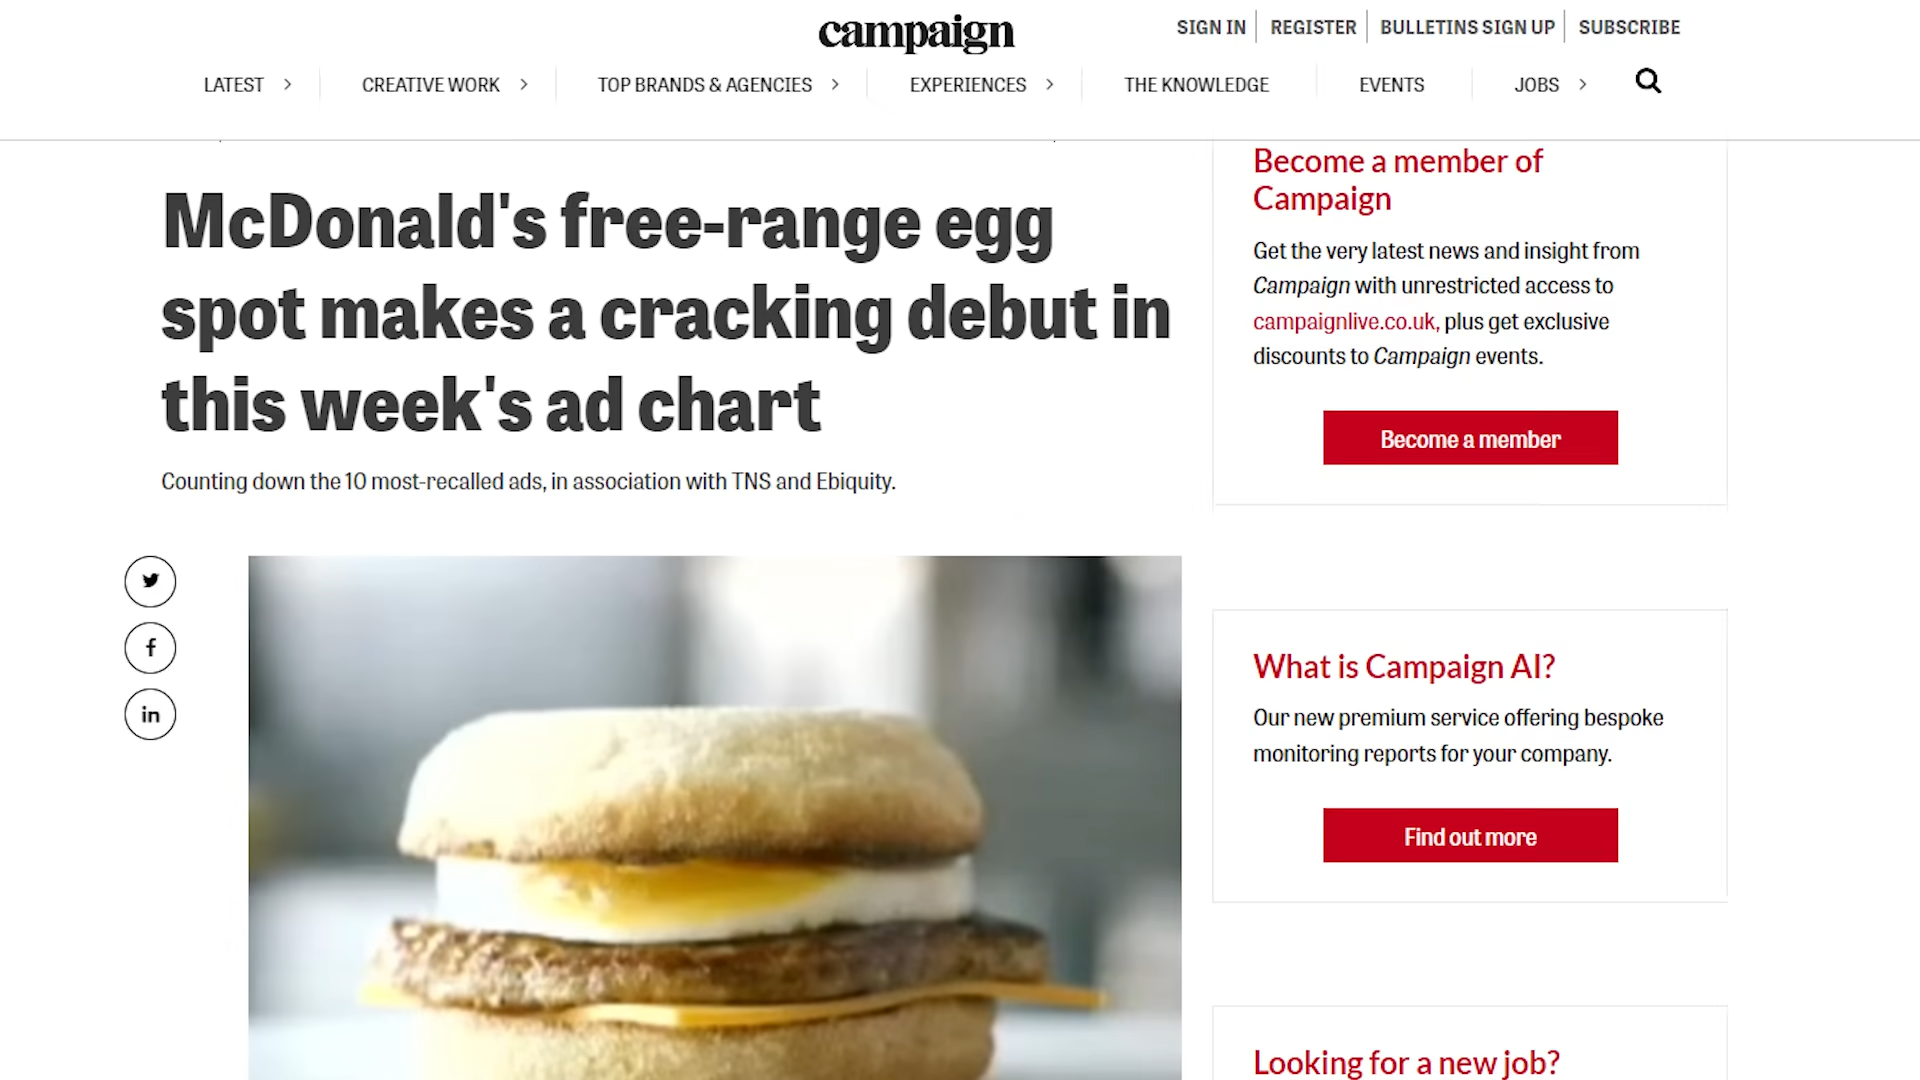 campaign
SIGN IN
REGISTER
BULLETINS SIGN UP
SUBSCRIBE
LATEST
CREATIVE WORK
TOP BRANDS & AGENCIES
EXPERIENCES
THE KNOWLEDGE
EVENTS
JOBS
McDonald's free-range egg
spot makes a cracking debut in
this week's ad chart
Counting down the 10 most-recalled ads, in association with TNS and Ebiquity.
f
in
Become a member of
Campaign
Get the very latest news and insight from
Campaign with unrestricted access to
campaignlive.co.uk, plus get exclusive
discounts to Campaign events.
Become a member
What is Campaign AI?
Our new premium service offering bespoke
monitoring reports for your company.
Find out more
Looking for a new job?